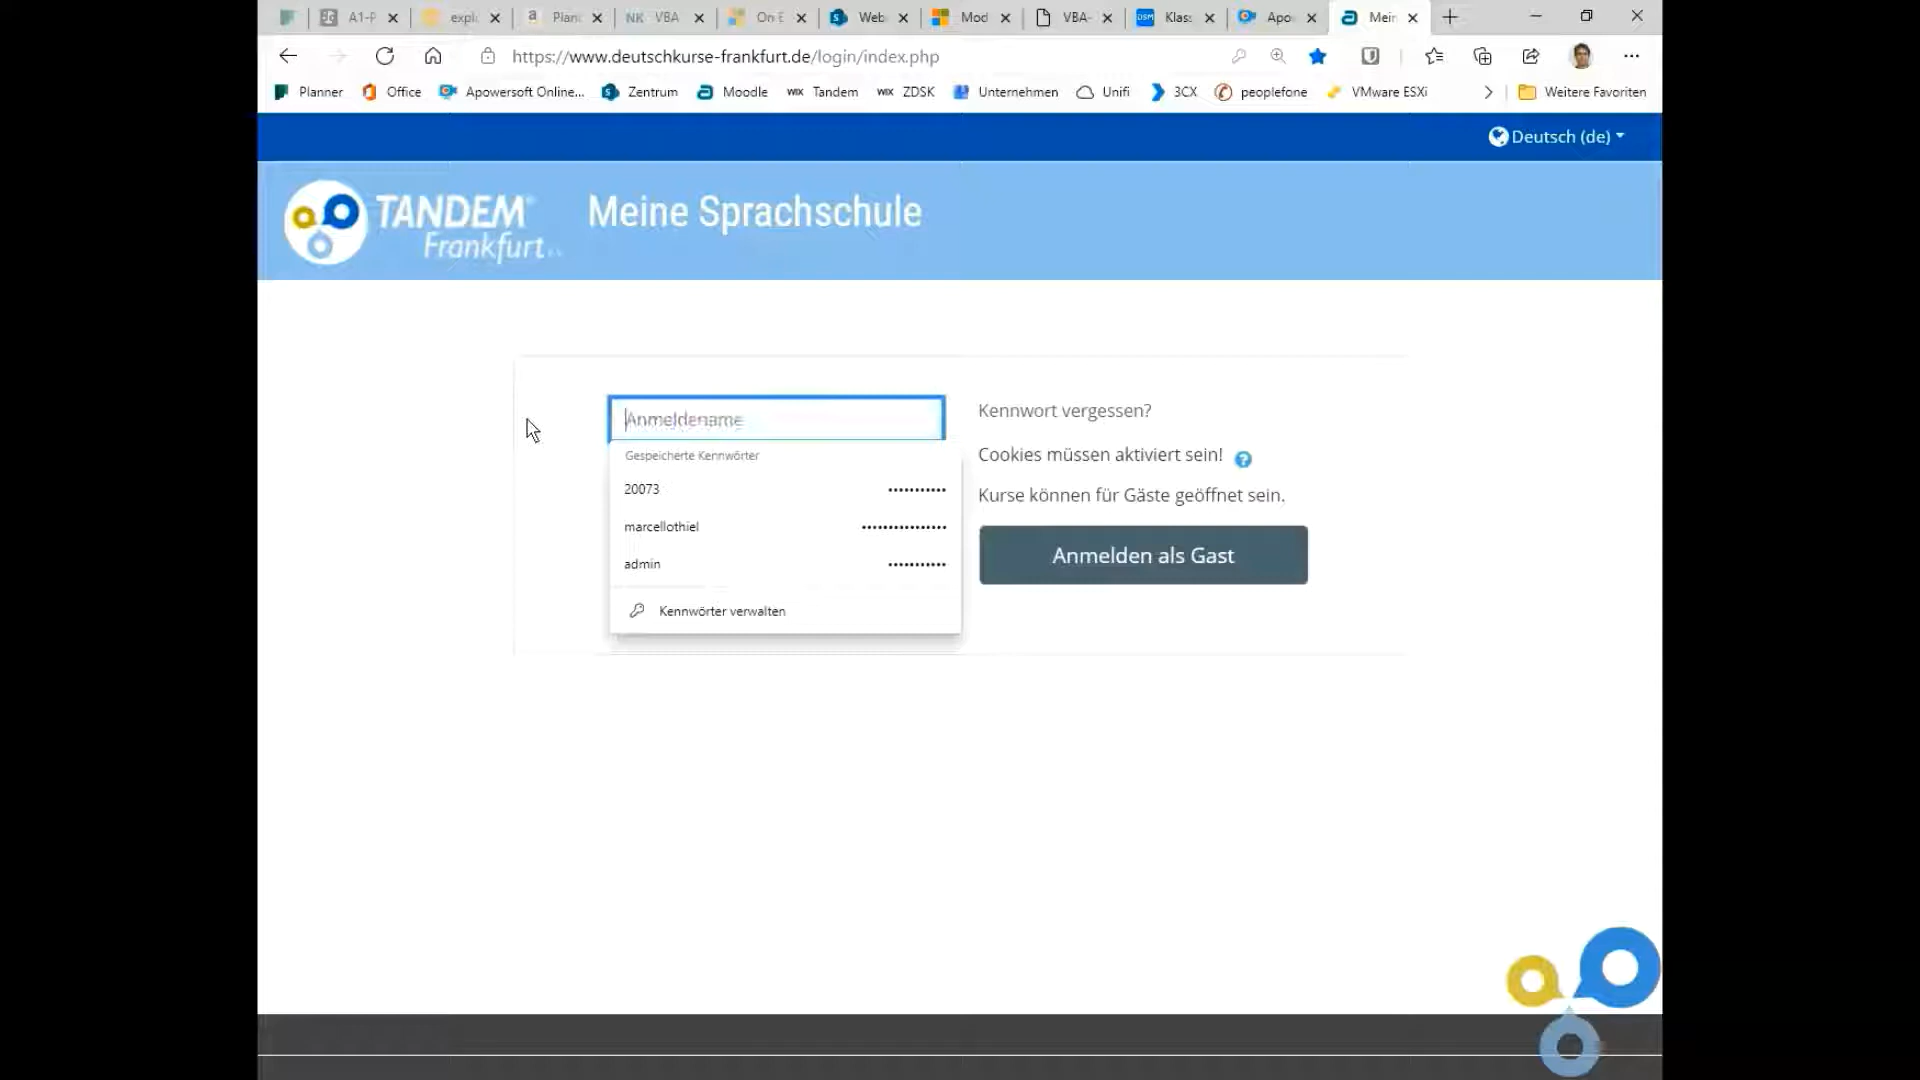 A1-P
expl
Plan
NK VBA
On E
Web
Mod
VBA-
DSM Klas
Apo
Mein
https://www.deutschkurse-frankfurt.de/login/index.php
Planner Office Apowersoft Online... Zentrum Moodle WIX Tandem WIX ZDSK Unternehmen Unifi 3CX peoplefone VMware ESXi Weitere Favoriten
Deutsch (de)
TANDEM
Frankfurt
Meine Sprachschule
Anmeldename
Gespeicherte Kennwörter
20073 •••••••••••
marcellothiel ••••••••••••••••
admin •••••••••••
Kennwörter verwalten
Kennwort vergessen?
Cookies müssen aktiviert sein!
Kurse können für Gäste geöffnet sein.
Anmelden als Gast